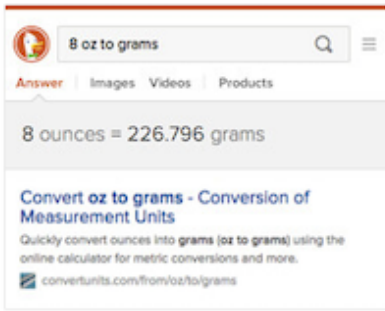 8 oz to grams
Answer Images Videos Products
8 ounces = 226.796 grams
Convert oz to grams - Conversion of
Measurement Units
Quickly convert ounces into grams (oz to grams) using the
online calculator for metric conversions and more.
convertunits.com/from/oz/to/grams